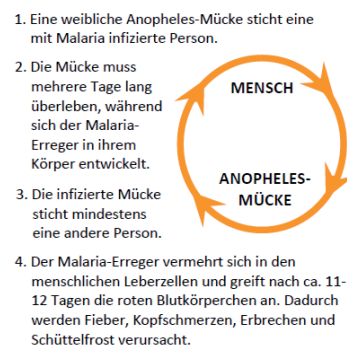 1. Eine weibliche Anopheles-Mücke sticht eine
mit Malaria infizierte Person.
2. Die Mücke muss
mehrere Tage lang
überleben, während
sich der Malaria-
Erreger in ihrem
Körper entwickelt.
3. Die infizierte Mücke
sticht mindestens
eine andere Person.
MENSCH
ANOPHELES-
MÜCKE
4. Der Malaria-Erreger vermehrt sich in den
menschlichen Leberzellen und greift nach ca. 11-
12 Tagen die roten Blutkörperchen an. Dadurch
werden Fieber, Kopfschmerzen, Erbrechen und
Schüttelfrost verursacht.